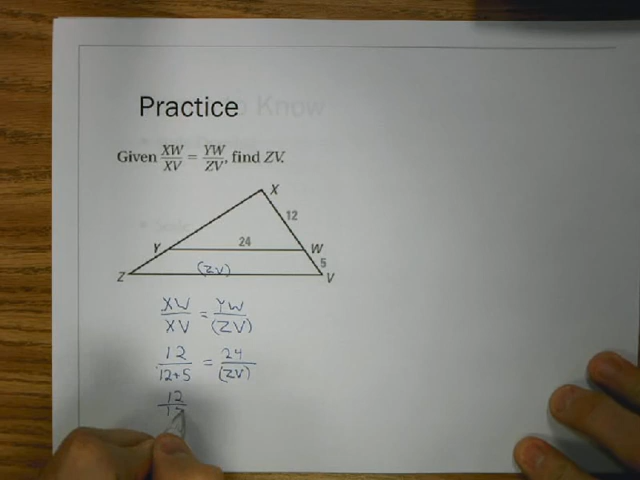 Practice
Given XW/XV = YW/ZV, find ZV.
X
12
Y
24
W
5
Z
(ZV)
V
XW/XV = YW/(ZV)
12/12+5 = 24/(ZV)
12